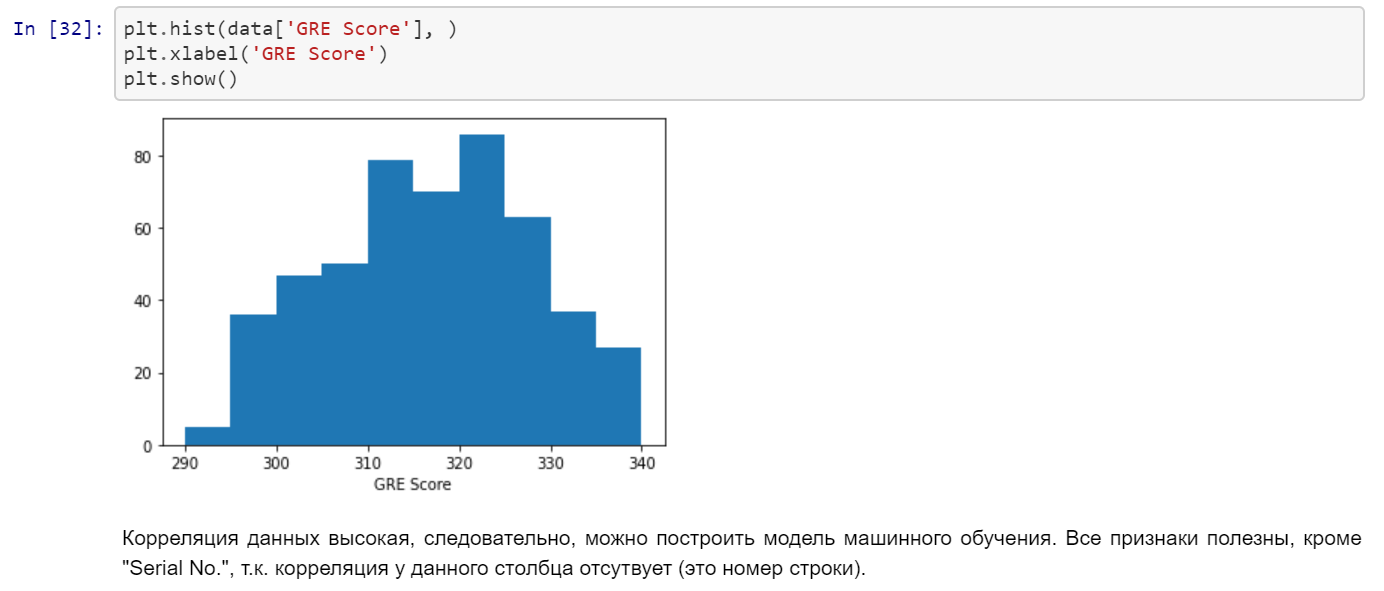 In [32]: plt.hist(data['GRE Score'], )
plt.xlabel('GRE Score')
plt.show()
80
60
40
20
0
290 300 310 320 330 340
GRE Score
Корреляция данных высокая, следовательно, можно построить модель машинного обучения. Все признаки полезны, кроме
"Serial No.", т.к. корреляция у данного столбца отсутвует (это номер строки).